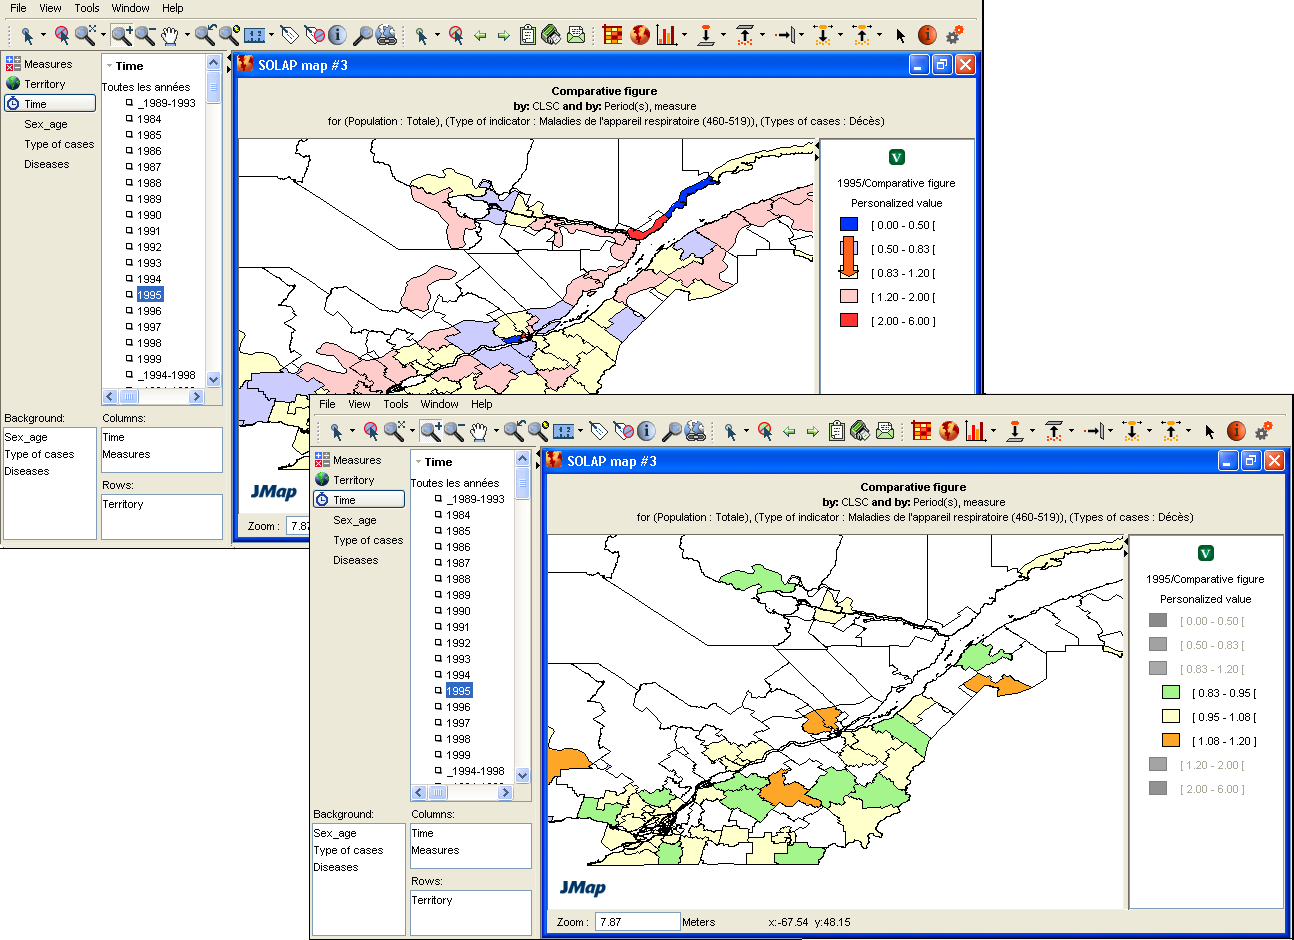 File View Tools Window Help
Measures
Territory
Time
Sex_age
Type of cases
Diseases
Time
Toutes les années
_1989-1993
1984
1985
1986
1987
1988
1989
1990
1991
1992
1993
1994
1995
1996
1997
1998
1999
_1994-1998
Background:
Sex_age
Type of cases
Diseases
Columns:
Time
Measures
Rows:
Territory
SOLAP map #3
Comparative figure
by: CLSC and by: Period(s), measure
for (Population : Totale), (Type of indicator : Maladies de l'appareil respiratoire (460-519)), (Types of cases : Décès)
V
1995/Comparative figure
Personalized value
[ 0.00 - 0.50 [
[ 0.50 - 0.83 [
[ 0.83 - 1.20 [
[ 1.20 - 2.00 [
[ 2.00 - 6.00 ]
JMap
Zoom : 7.87
File View Tools Window Help
Measures
Territory
Time
Sex_age
Type of cases
Diseases
Time
Toutes les années
_1989-1993
1984
1985
1986
1987
1988
1989
1990
1991
1992
1993
1994
1995
1996
1997
1998
1999
_1994-1998
Background:
Sex_age
Type of cases
Diseases
Columns:
Time
Measures
Rows:
Territory
SOLAP map #3
Comparative figure
by: CLSC and by: Period(s), measure
for (Population : Totale), (Type of indicator : Maladies de l'appareil respiratoire (460-519)), (Types of cases : Décès)
V
1995/Comparative figure
Personalized value
[ 0.00 - 0.50 [
[ 0.50 - 0.83 [
[ 0.83 - 1.20 [
[ 0.83 - 0.95 [
[ 0.95 - 1.08 [
[ 1.08 - 1.20 ]
[ 1.20 - 2.00 [
[ 2.00 - 6.00 ]
JMap
Zoom : 7.87 Meters x:-67.54 y:48.15